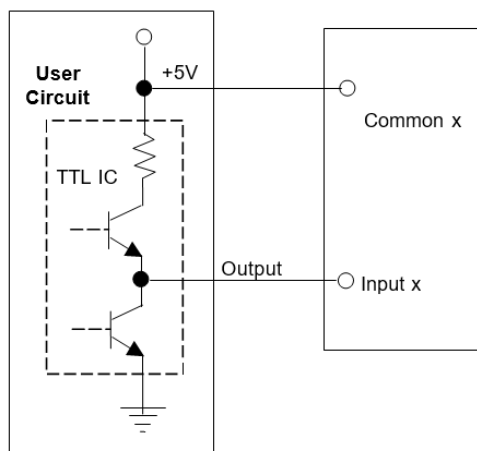 User
Circuit
+5V
Common x
TTL IC
Output
Input x